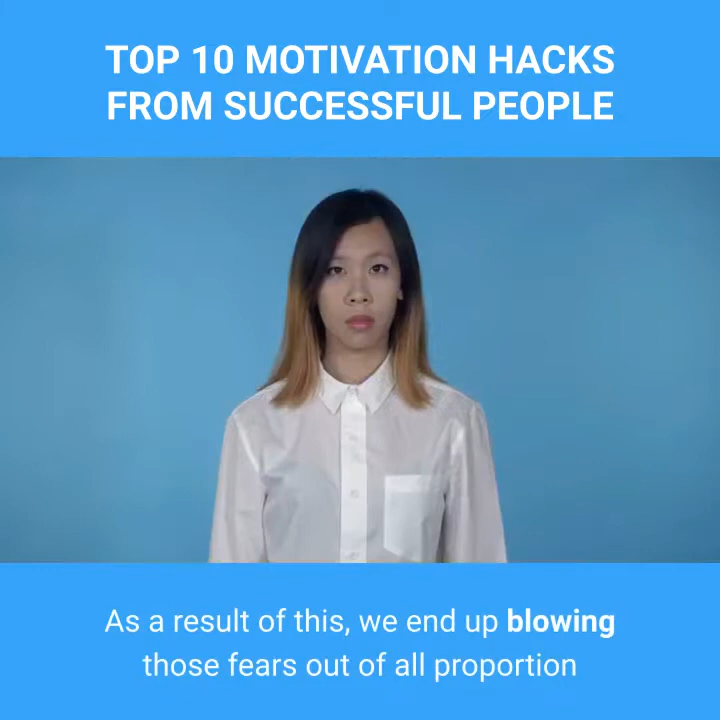 TOP 10 MOTIVATION HACKS
FROM SUCCESSFUL PEOPLE
As a result of this, we end up blowing
those fears out of all proportion